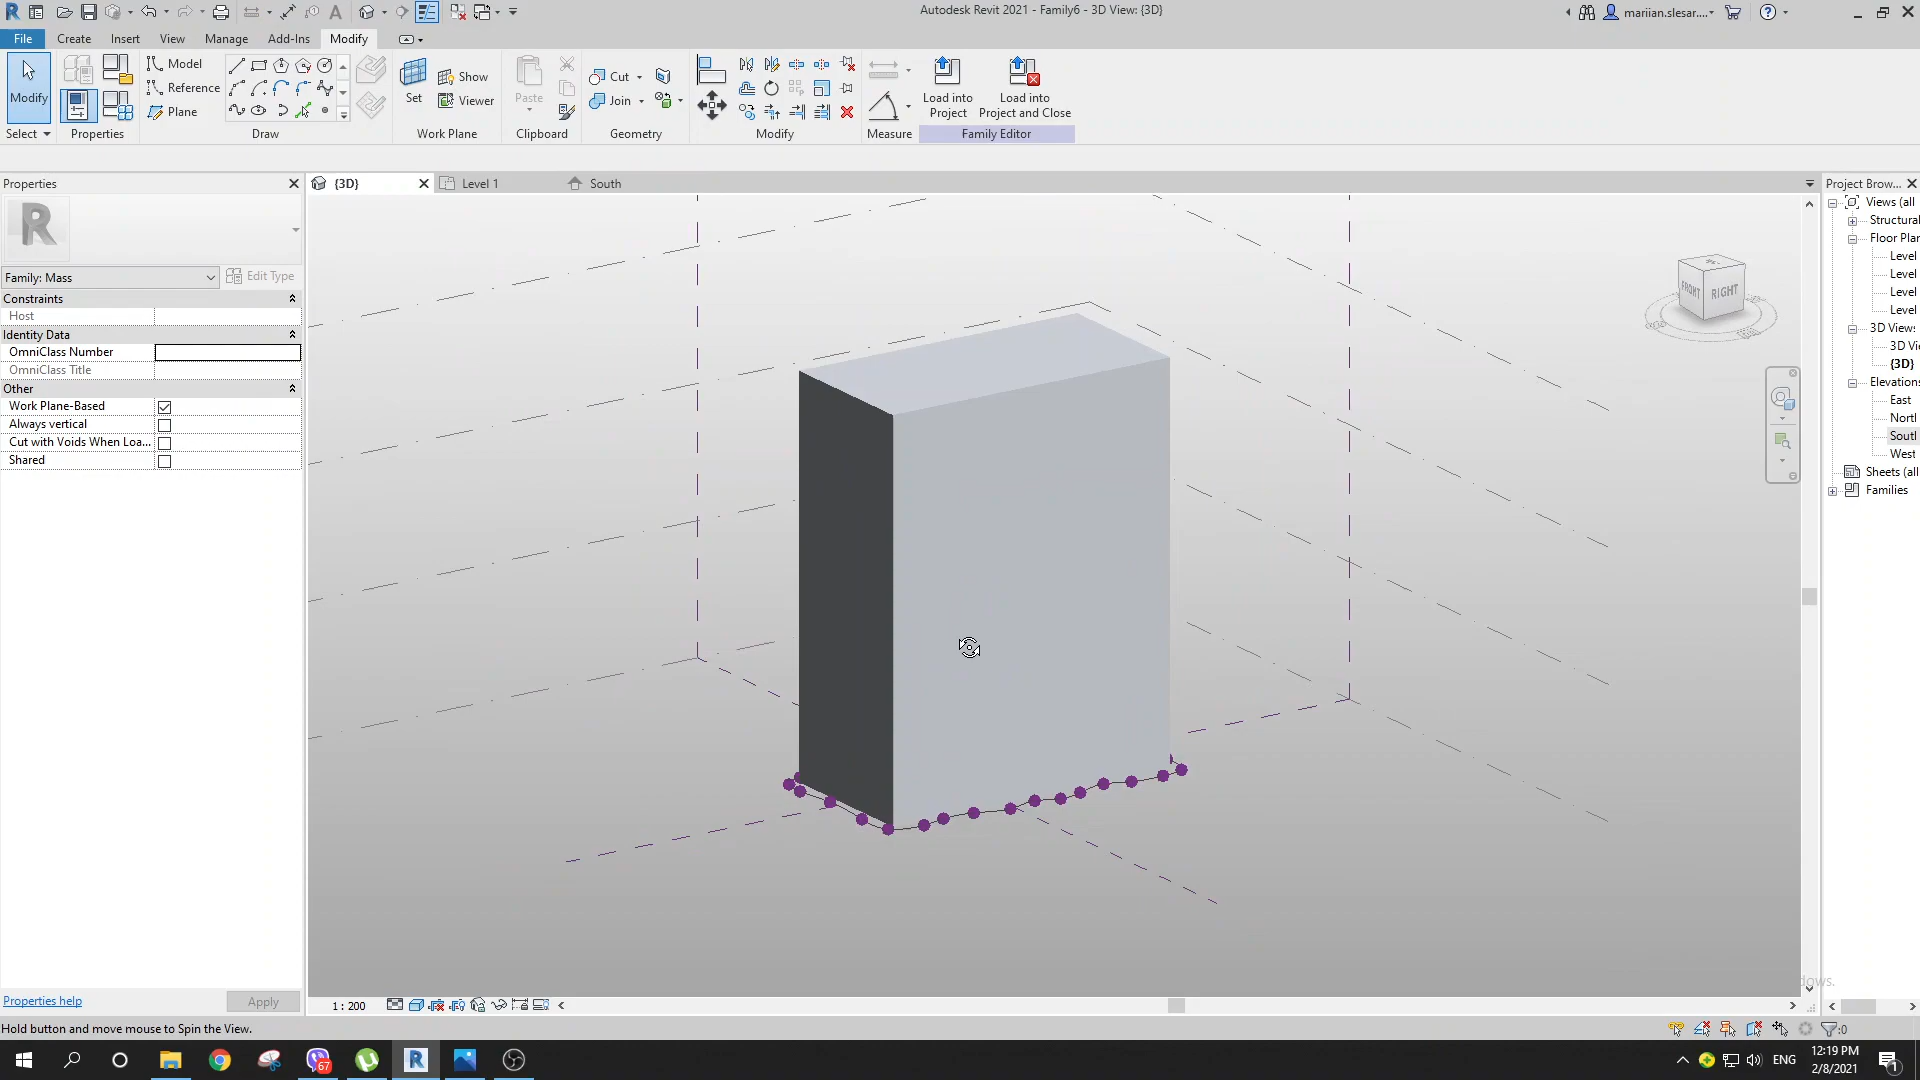 Autodesk Revit 2021 - Family6 - 3D View: {3D}
mariian.slesar....
File Create Insert View Manage Add-Ins Modify
Modify
Select
Properties
Model
Reference
Plane
Draw
Set
Show
Viewer
Work Plane
Paste
Clipboard
Cut
Join
Geometry
Modify
Measure
Load into
Project
Load into
Project and Close
Family Editor
Properties
{3D}
Level 1
South
Project Brow...
R
Family: Mass
Edit Type
Constraints
Host
Identity Data
OmniClass Number
OmniClass Title
Other
Work Plane-Based
Always vertical
Cut with Voids When Loa...
Shared
FRONT
RIGHT
Views (all
Structural
Floor Plan
Level
Level
Level
Level
3D Views
3D Vie
{3D}
Elevations
East
North
South
West
Sheets (all
Families
Properties help
Apply
1 : 200
dows.
Hold button and move mouse to Spin the View.
:0
67
R
ENG
12:19 PM
2/8/2021
1